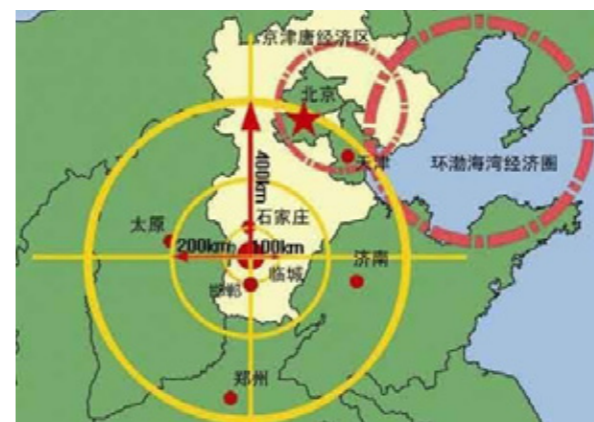 京津唐经济区
北京
天津
环渤海湾经济圈
400km
石家庄
太原
200km
100km
临城
济南
邯郸
郑州